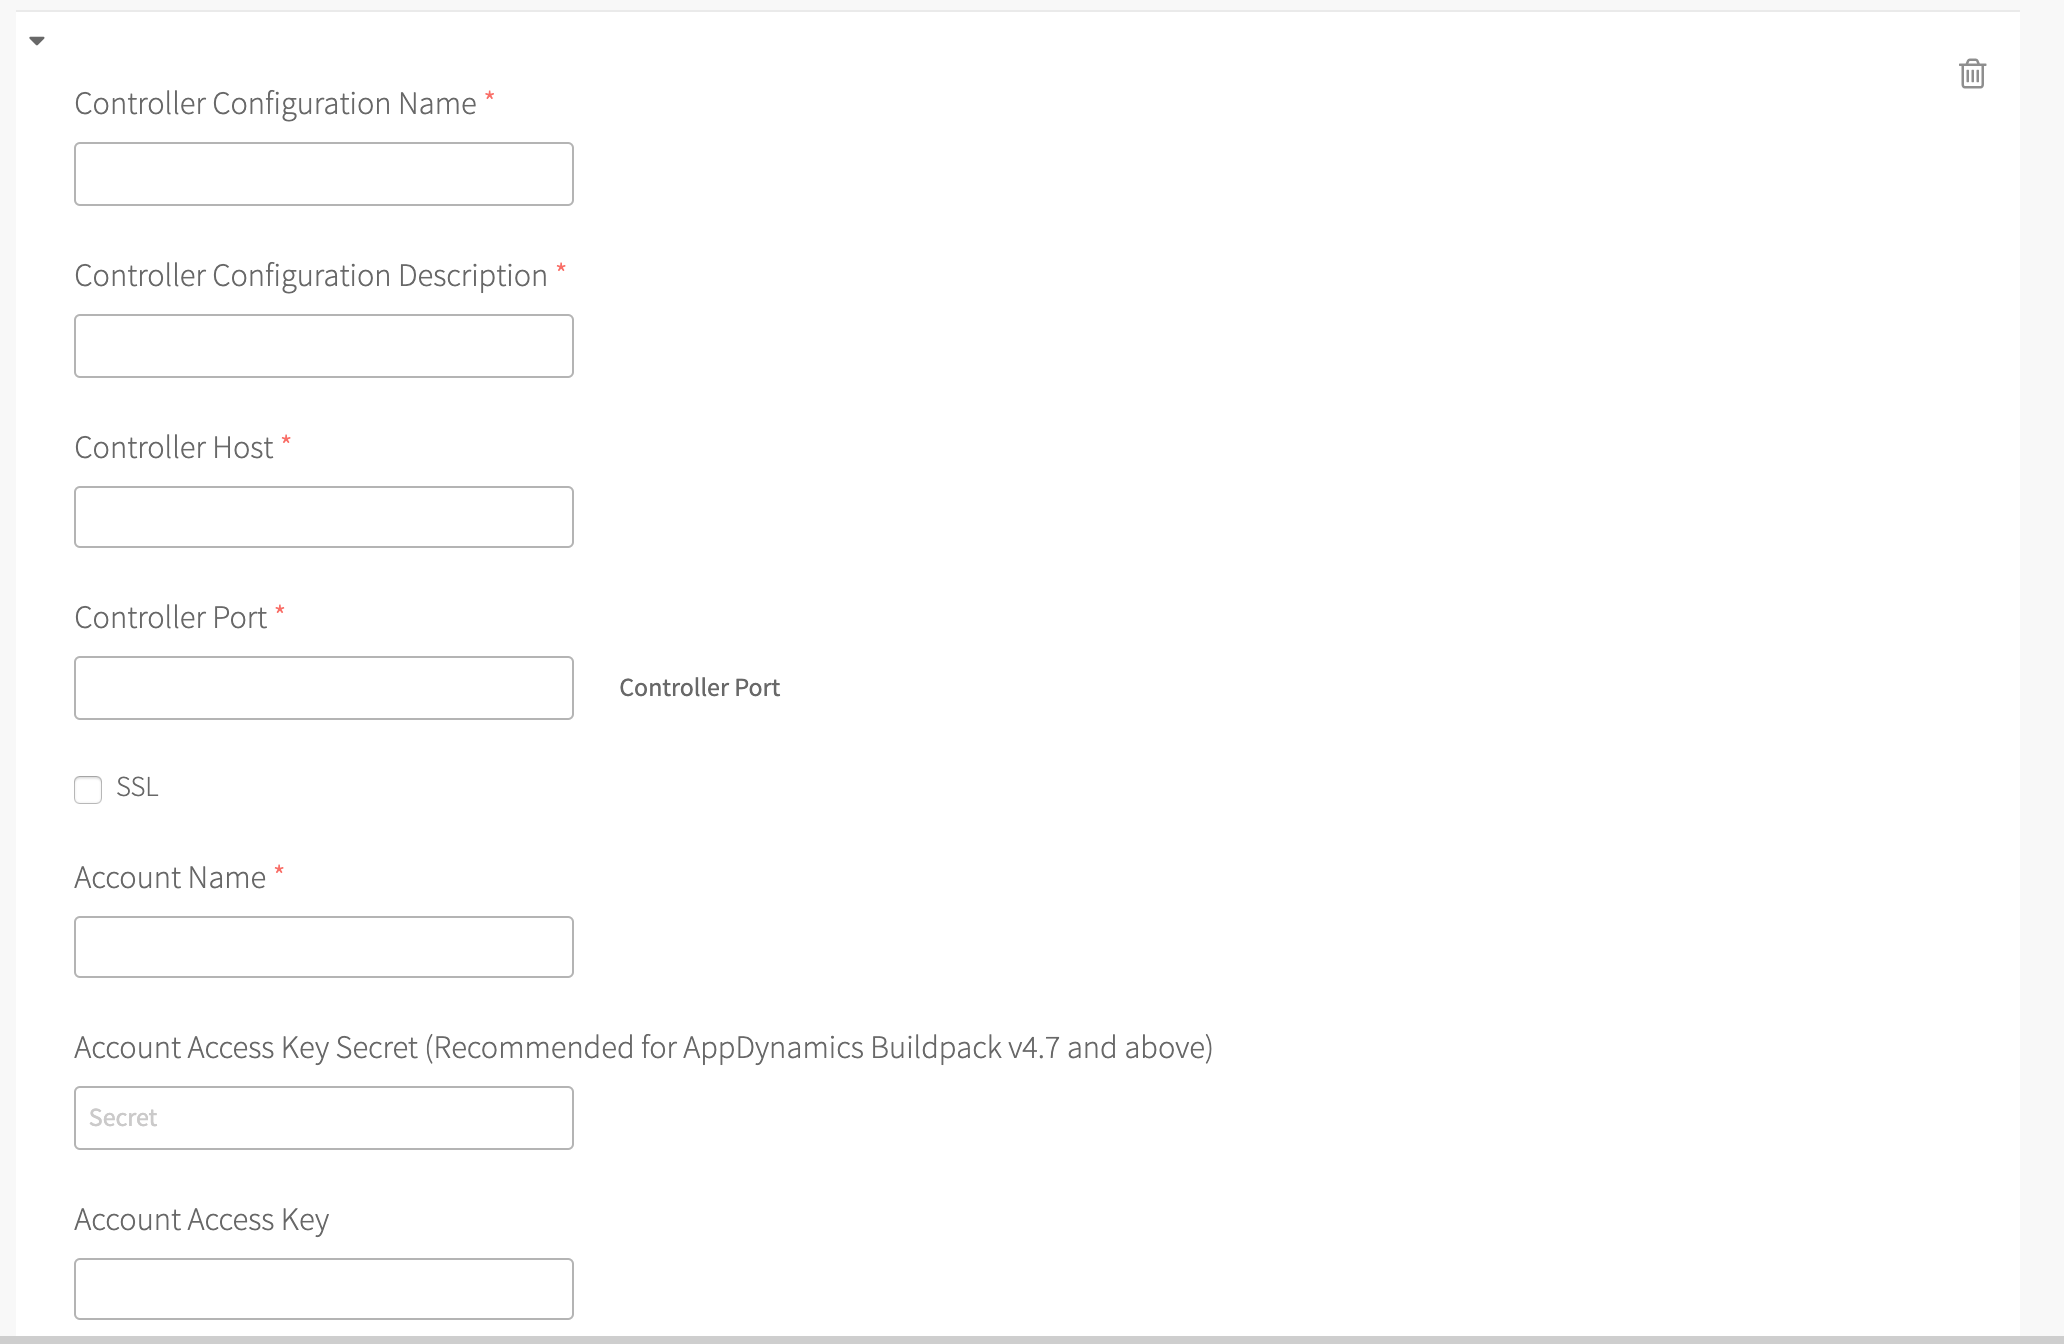 Controller Configuration Name *
Controller Configuration Description *
Controller Host *
Controller Port *
Controller Port
SSL
Account Name *
Account Access Key Secret (Recommended for AppDynamics Buildpack v4.7 and above)
Secret
Account Access Key